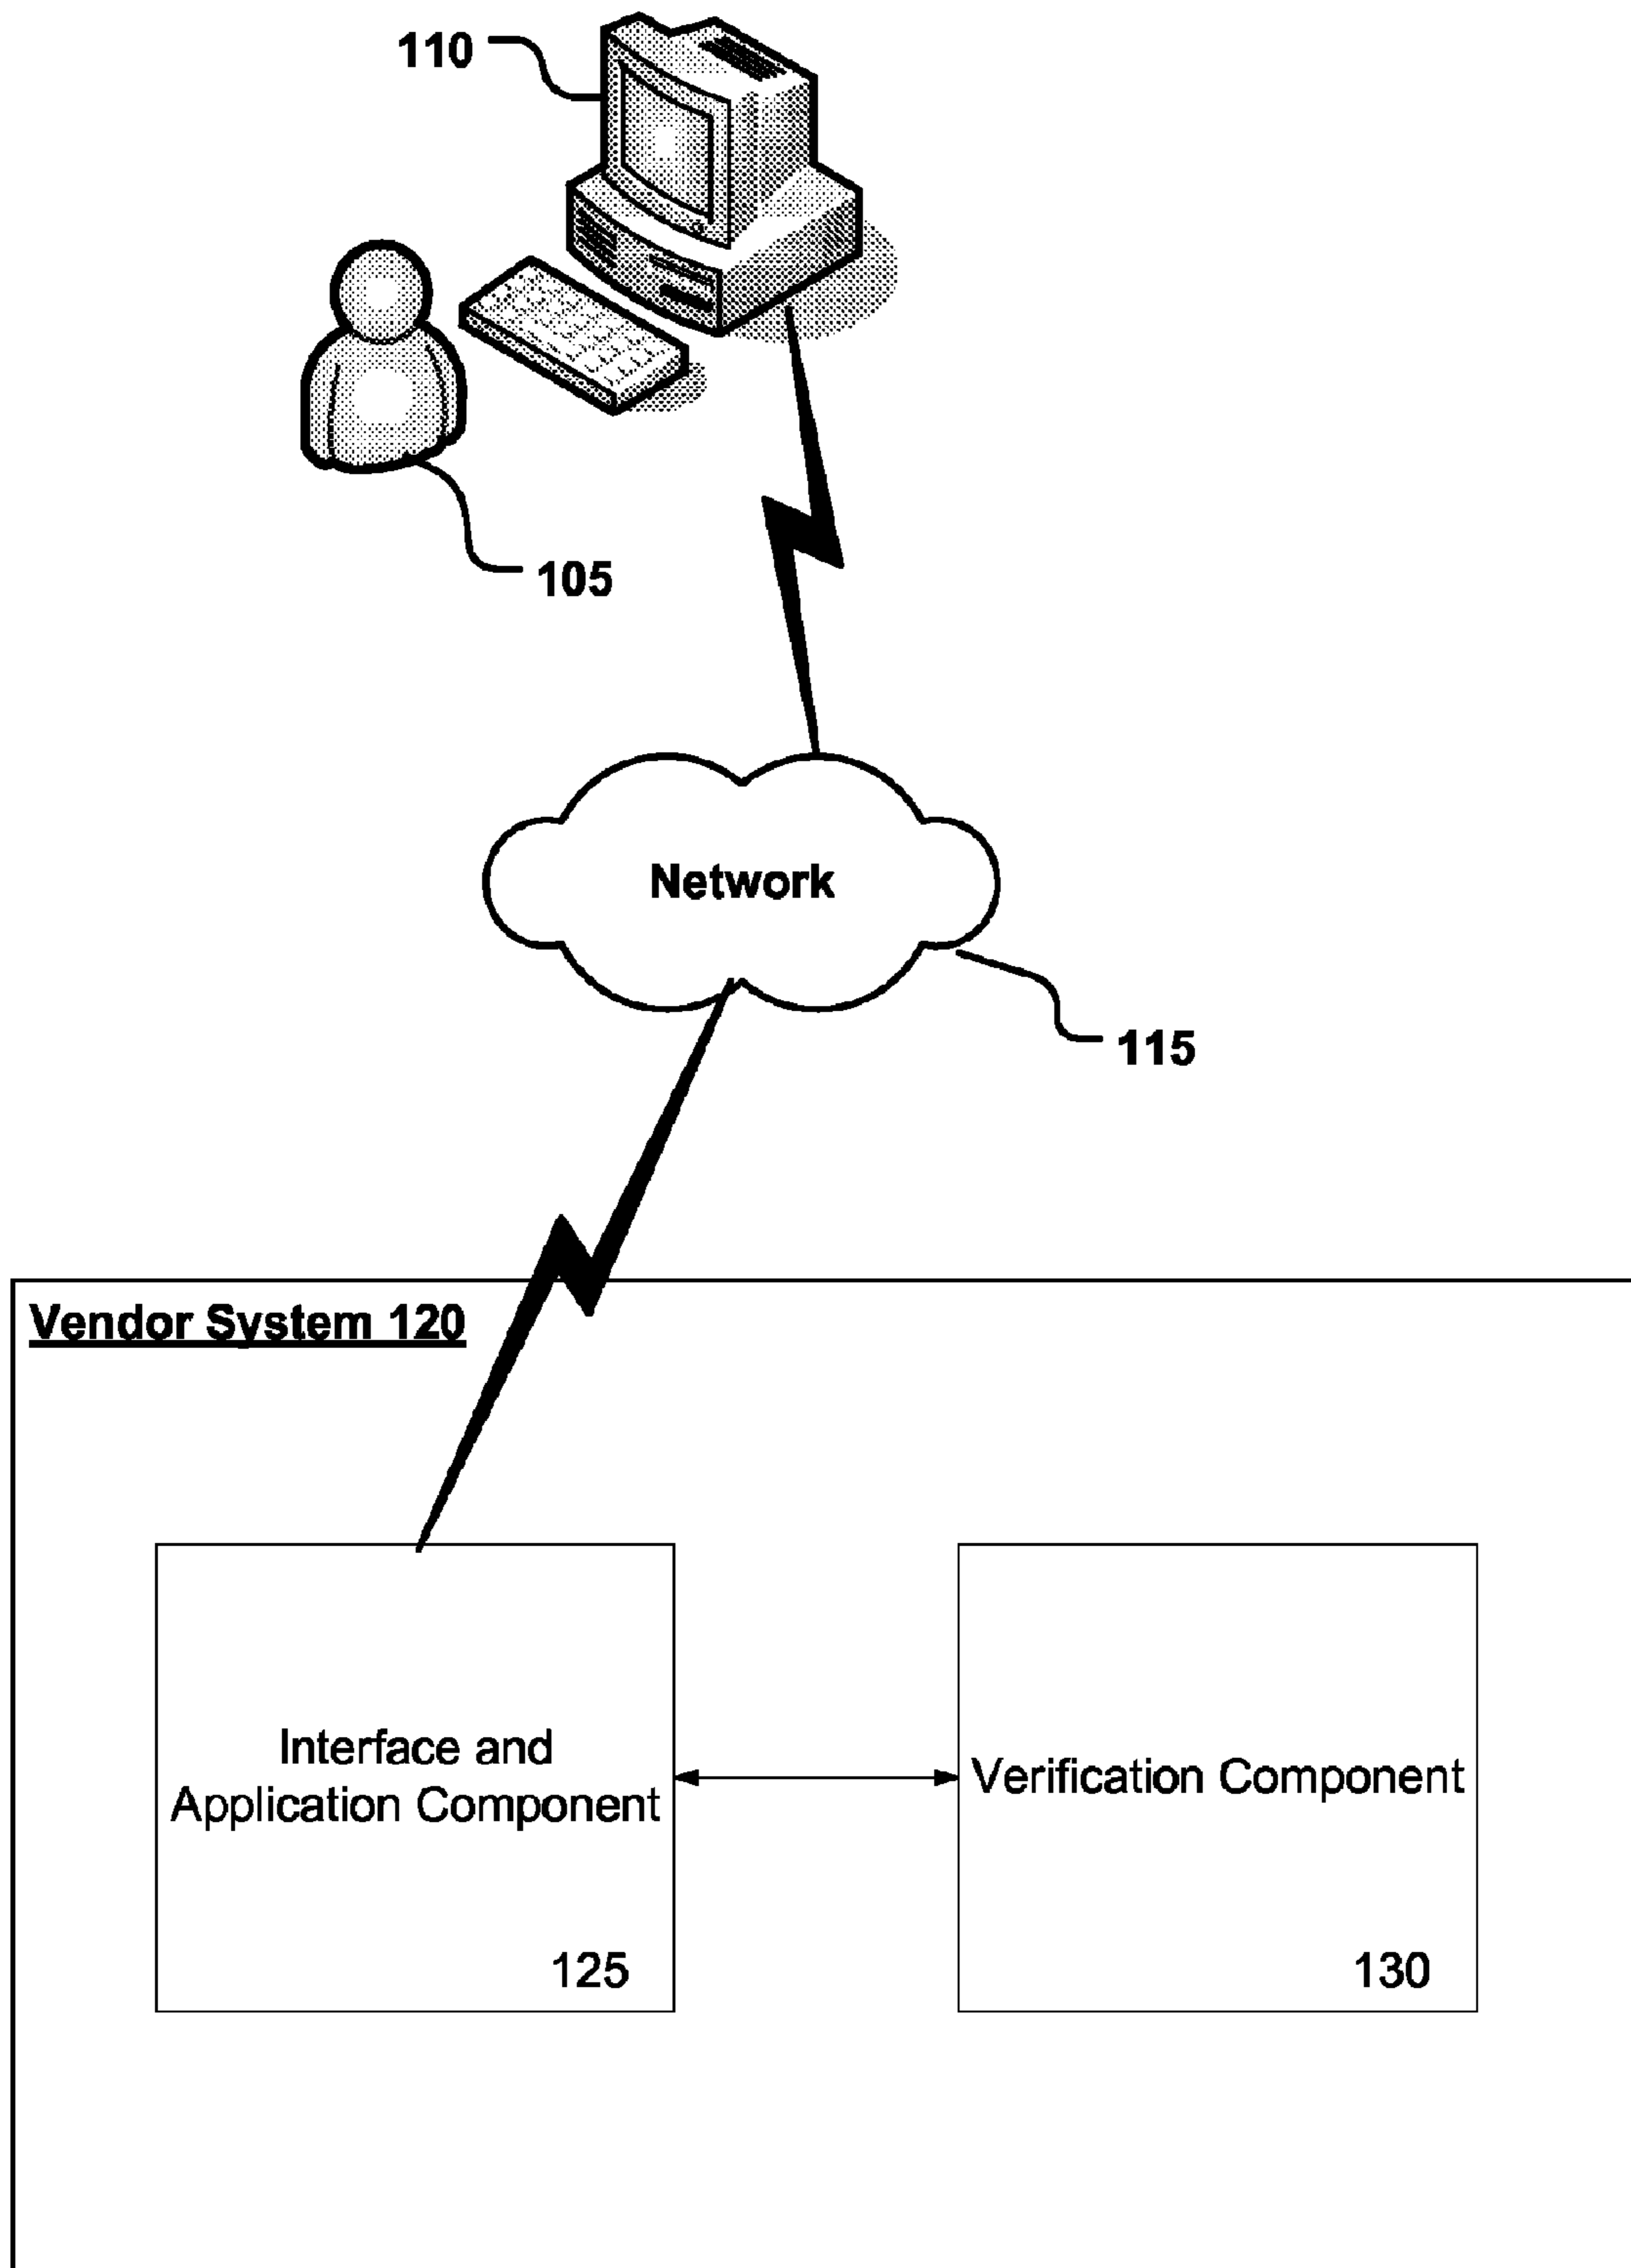 110
105
Network
115
Vendor System 120
Interface and
Application Component
125
Verification Component
130